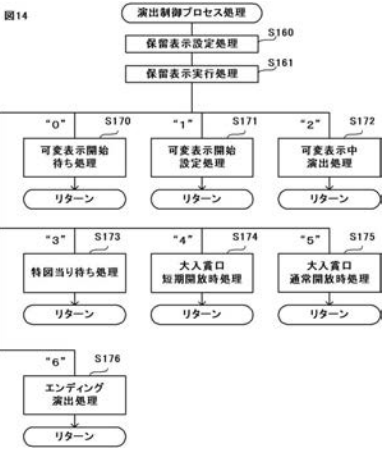 図14
演出制御プロセス処理
S160
保留表示設定処理
S161
保留表示実行処理
“0” S170
可変表示開始
待ち処理
リターン
“1” S171
可変表示開始
設定処理
リターン
“2” S172
可変表示中
演出処理
リターン
“3” S173
特図当り待ち処理
リターン
“4” S174
大入賞口
短期開放時処理
リターン
“5” S175
大入賞口
通常開放時処理
リターン
“6” S176
エンディング
演出処理
リターン